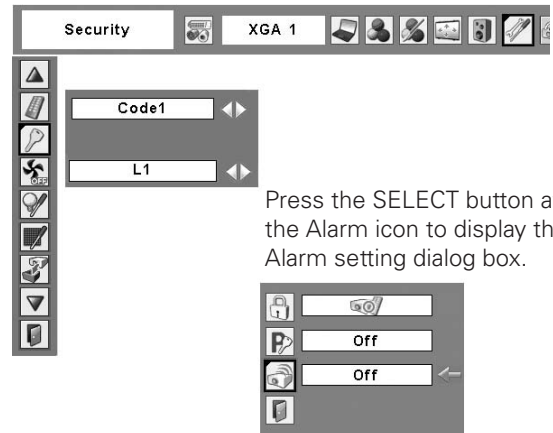 Security
XGA 1
Code1
OFF
L1
Press the SELECT button a
the Alarm icon to display th
Alarm setting dialog box.
P
Off
Off